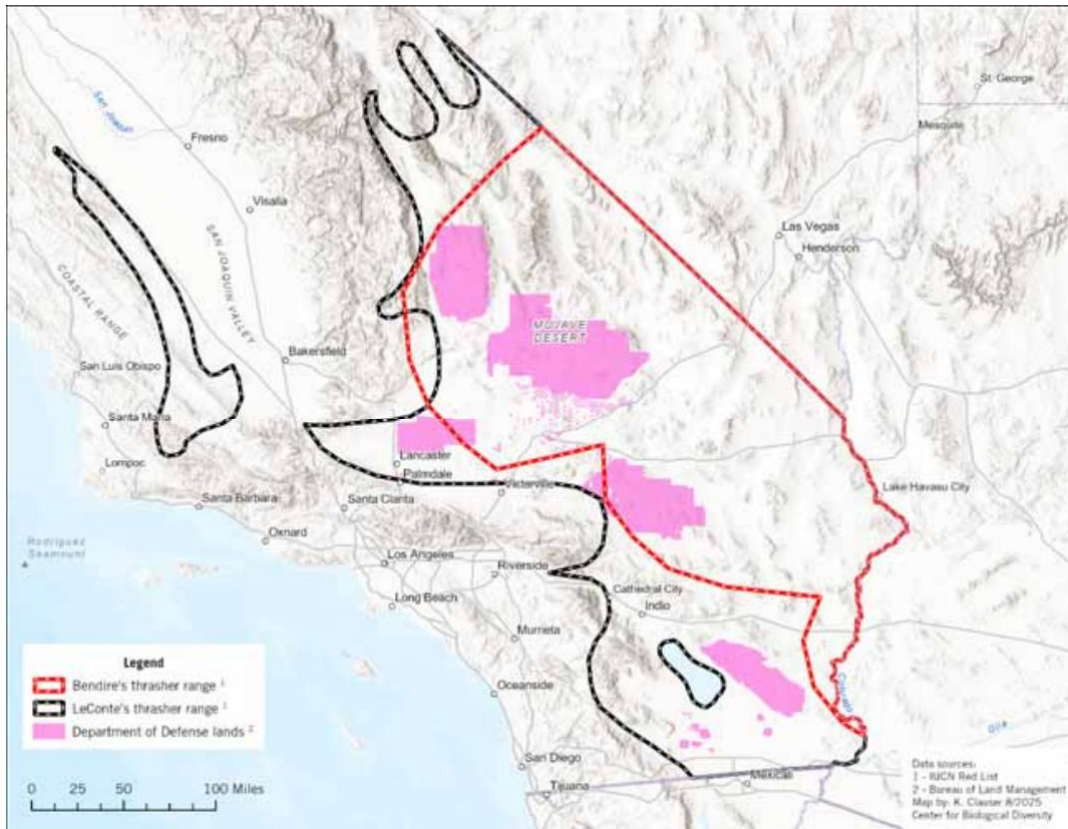 St. George
Mesquite
San Joaquin
Fresno
Visalia
Las Vegas
Henderson
SAN JOAQUIN VALLEY
COASTAL RANGE
MOJAVE
DESERT
Bakersfield
San Luis Obispo
Santa Maria
Lancaster
Lompoc
Palmdale
Victorville
Lake Havasu City
Santa Barbara
Santa Clarita
Oxnard
Rodriguez
Seamount
Los Angeles
Riverside
Cathedral City
Long Beach
Indio
Murrieta
Legend
Bendire's thrasher range 1
LeConte's thrasher range 1
Department of Defense lands 2
Oceanside
Colorado
Gila
San Diego
Mexicali
Tijuana
0 25 50 100 Miles
Data sources:
1 - IUCN Red List
2 - Bureau of Land Management
Map by: K. Clauser 8/2025
Center for Biological Diversity